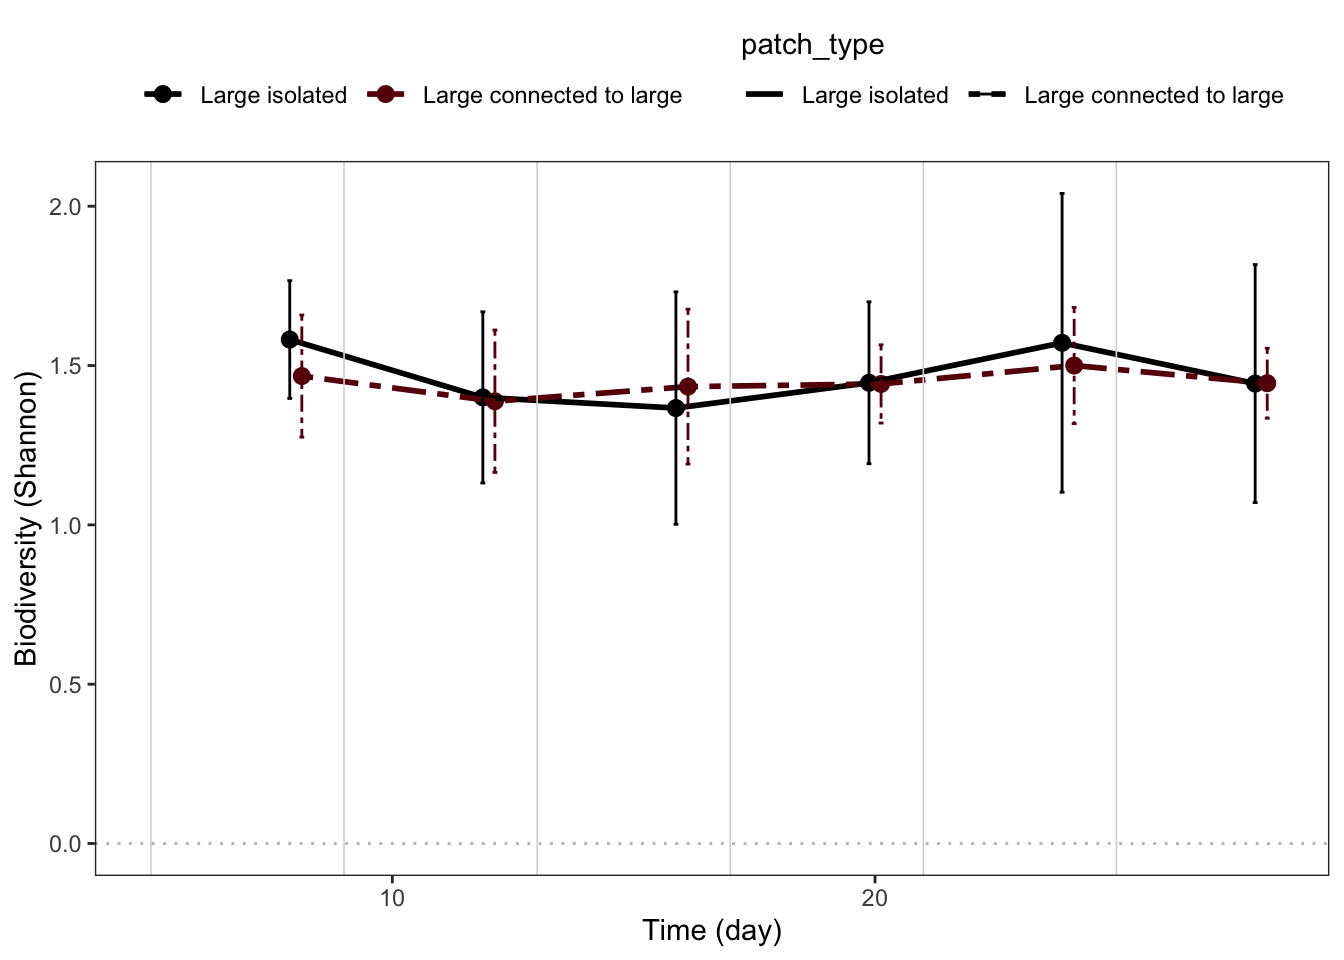 patch_type
Large isolated Large connected to large Large isolated Large connected to large
2.0
1.5
1.0
0.5
0.0
Biodiversity (Shannon)
10 20
Time (day)